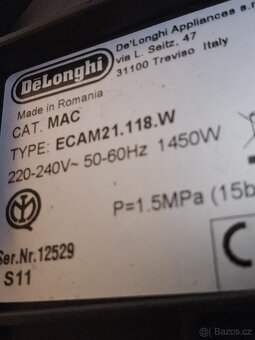 DeLonghi
De'Longhi Appliances s.r
via L. Seitz, 47
31100 Treviso Italy
Made in Romania
CAT. MAC
TYPE: ECAM21.118.W
220-240V~ 50-60Hz 1450W
P=1.5MPa (15b
Ser.Nr.12529
S11
Bazos.cz